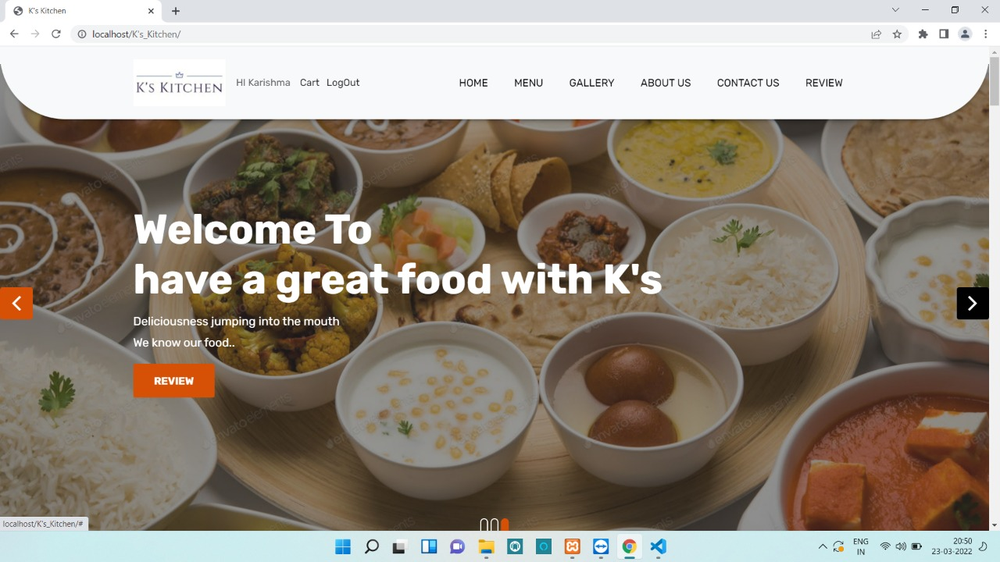 K's Kitchen
localhost/K's_Kitchen/
K'S KITCHEN
HI Karishma Cart LogOut
HOME MENU GALLERY ABOUT US CONTACT US REVIEW
Welcome To
have a great food with K's
Deliciousness jumping into the mouth
We know our food..
REVIEW
envatoelements
localhost/K's_Kitchen/#
ENG
IN
20:50
23-03-2022